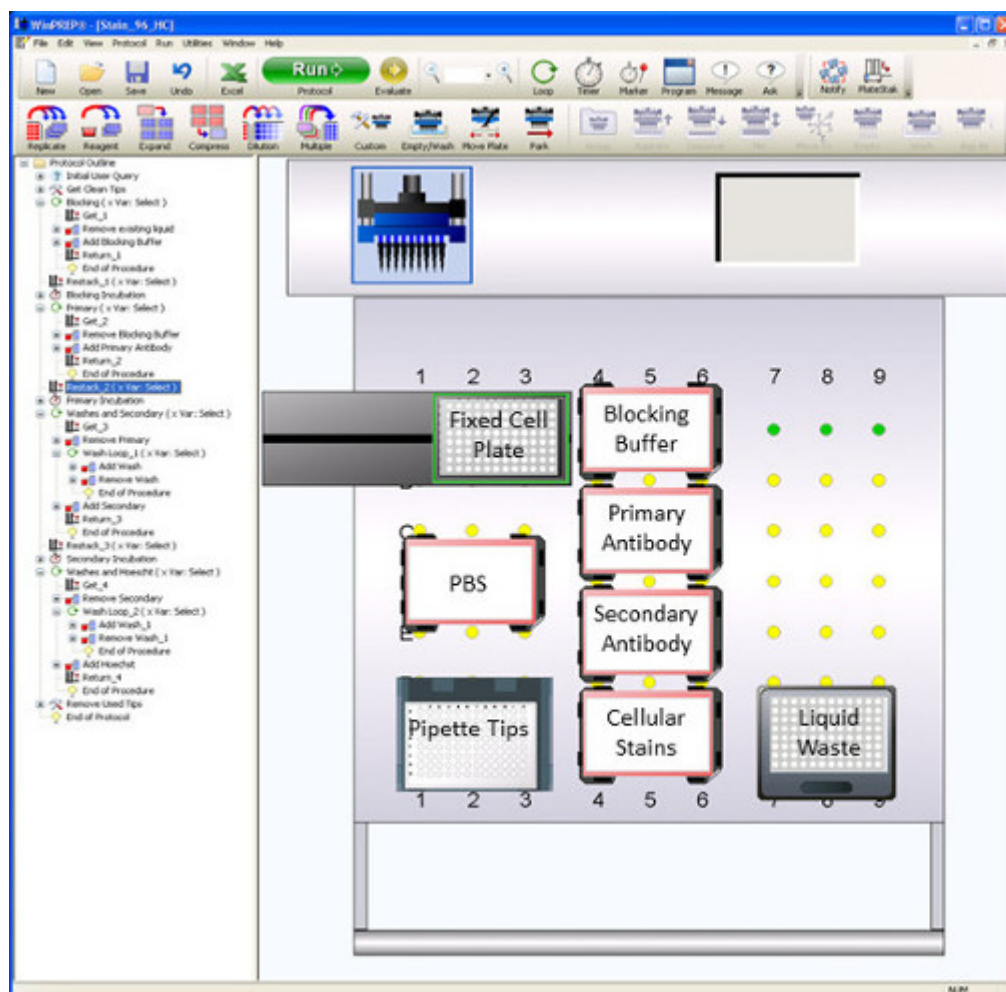 WinPREP® - [Stain_96_HC]
File Edit View Protocol Run Utilities Window Help
New Open Save Undo Excel Run Protocol Evaluate Loop Timer Marker Program Message Ask Notify PlateStak
Replicate Reagent Expand Compress Dilution Multiple Custom Empty/Wash Move Plate Park
Protocol Outline
Initial User Query
Get Clean Tips
Blocking ( x Var: Select )
Get_1
Remove existing liquid
Add Blocking Buffer
Return_1
End of Procedure
Restack_1 ( x Var: Select )
Blocking Incubation
Primary ( x Var: Select )
Get_2
Remove Blocking Buffer
Add Primary Antibody
Return_2
End of Procedure
Restack_2 ( x Var: Select )
Primary Incubation
Washes and Secondary ( x Var: Select )
Get_3
Remove Primary
Wash Loop_1 ( x Var: Select )
Add Wash
Remove Wash
End of Procedure
Add Secondary
Return_3
End of Procedure
Restack_3 ( x Var: Select )
Secondary Incubation
Washes and Hoescht ( x Var: Select )
Get_4
Remove Secondary
Wash Loop_2 ( x Var: Select )
Add Wash_1
Remove Wash_1
End of Procedure
Add Hoechst
Return_4
End of Procedure
Remove Used Tips
End of Protocol
1 2 3 4 5 6 7 8 9
Fixed Cell
Plate
Blocking
Buffer
Primary
Antibody
C
PBS
E
Secondary
Antibody
Pipette Tips
Cellular
Stains
Liquid
Waste
1 2 3 4 5 6 7 8 9
NUM